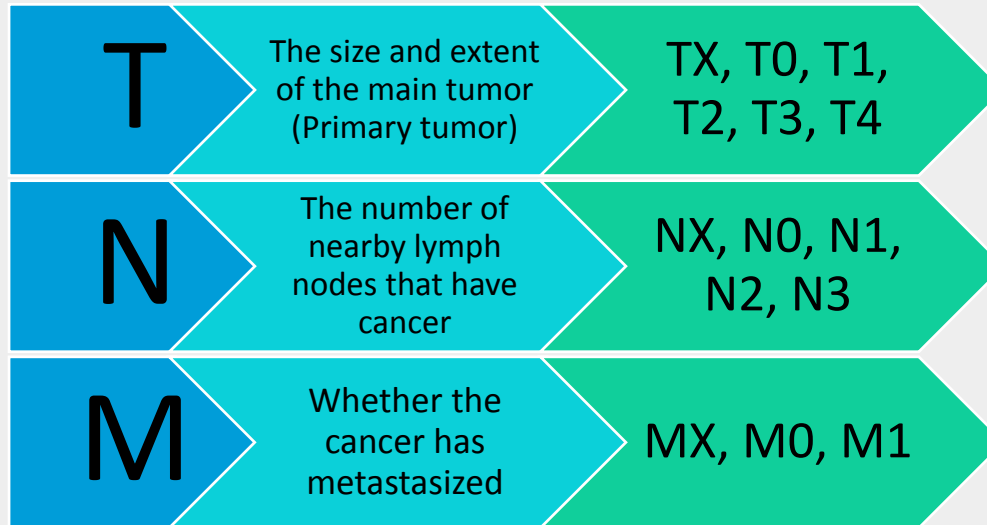 T
The size and extent
of the main tumor
(Primary tumor)
TX, T0, T1,
T2, T3, T4
N
The number of
nearby lymph
nodes that have
cancer
NX, N0, N1,
N2, N3
M
Whether the
cancer has
metastasized
MX, M0, M1